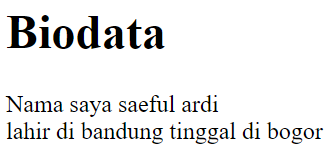 Biodata
Nama saya saeful ardi
lahir di bandung tinggal di bogor